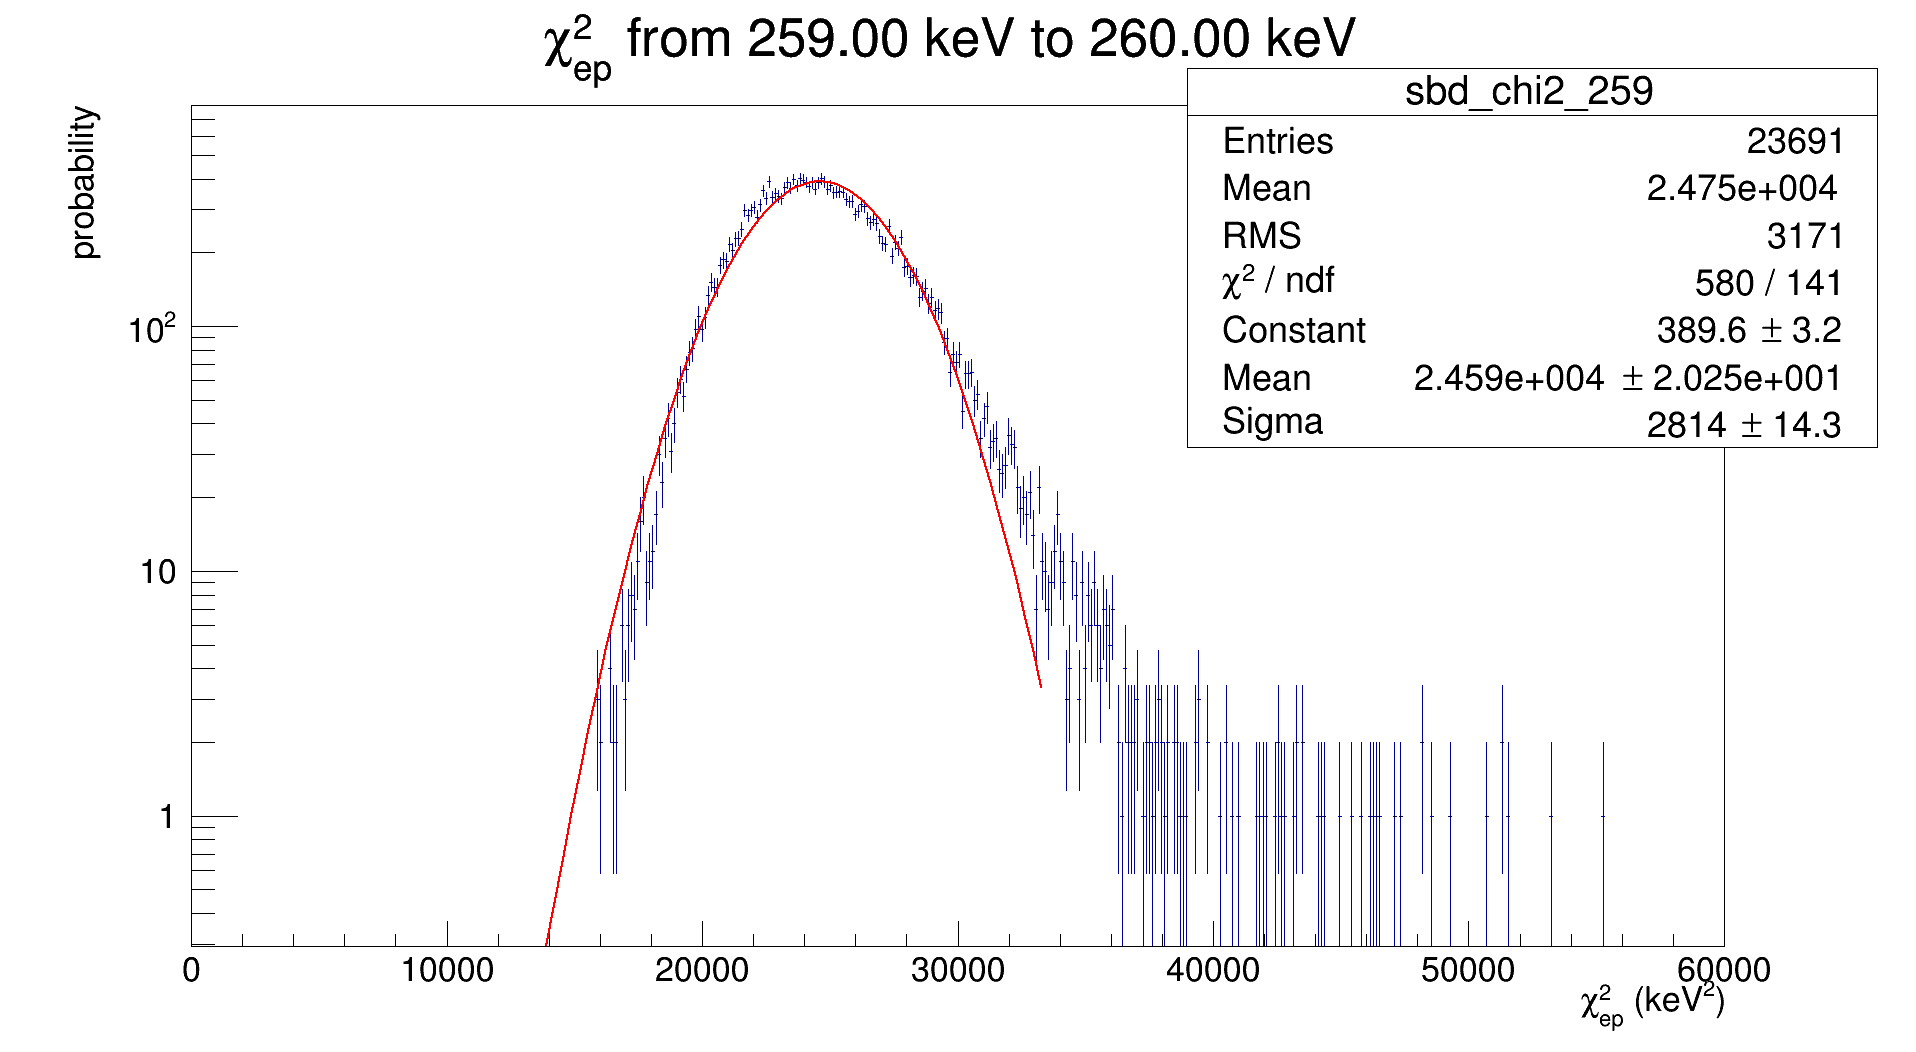 χ²ep from 259.00 keV to 260.00 keV
sbd_chi2_259
Entries 23691
Mean 2.475e+004
RMS 3171
χ² / ndf 580 / 141
Constant 389.6 ± 3.2
Mean 2.459e+004 ± 2.025e+001
Sigma 2814 ± 14.3
probability
10²
10
1
0 10000 20000 30000 40000 50000 60000
χ²ep (keV²)